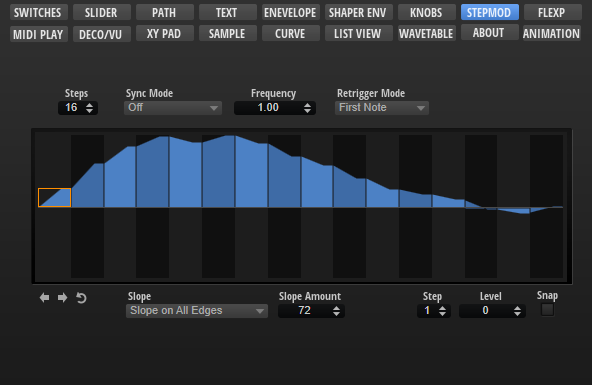 SWITCHES SLIDER PATH TEXT ENEVELOPE SHAPER ENV KNOBS STEPMOD FLEXP
MIDI PLAY DECO/VU XY PAD SAMPLE CURVE LIST VIEW WAVETABLE ABOUT ANIMATION
Steps Sync Mode Frequency Retrigger Mode
16 Off 1.00 First Note
Slope Slope Amount Step Level Snap
Slope on All Edges 72 1 0